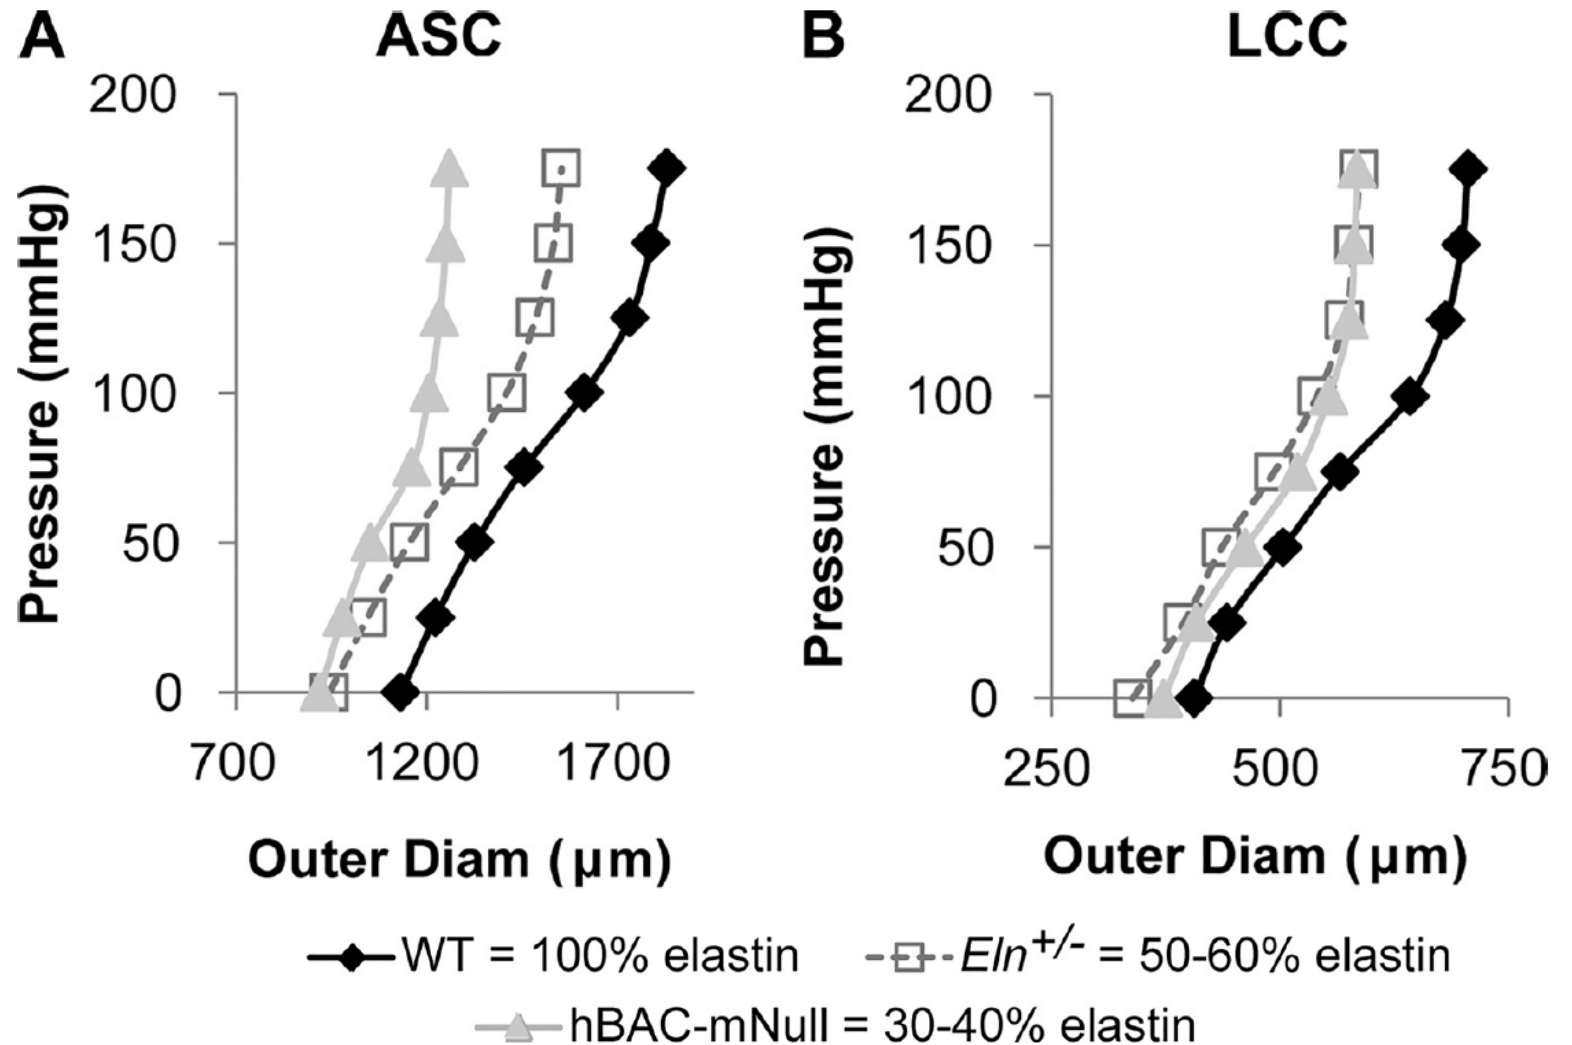 A ASC
200
150
100
50
0
700 1200 1700
Pressure (mmHg)
Outer Diam (µm)
B LCC
200
150
100
50
0
250 500 750
Pressure (mmHg)
Outer Diam (µm)
WT = 100% elastin Eln+/- = 50-60% elastin
hBAC-mNull = 30-40% elastin